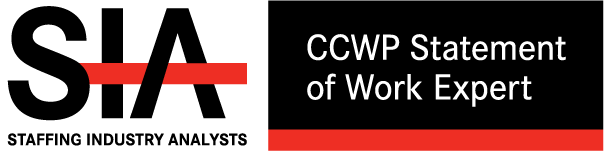 SIA
STAFFING INDUSTRY ANALYSTS
CCWP Statement
of Work Expert